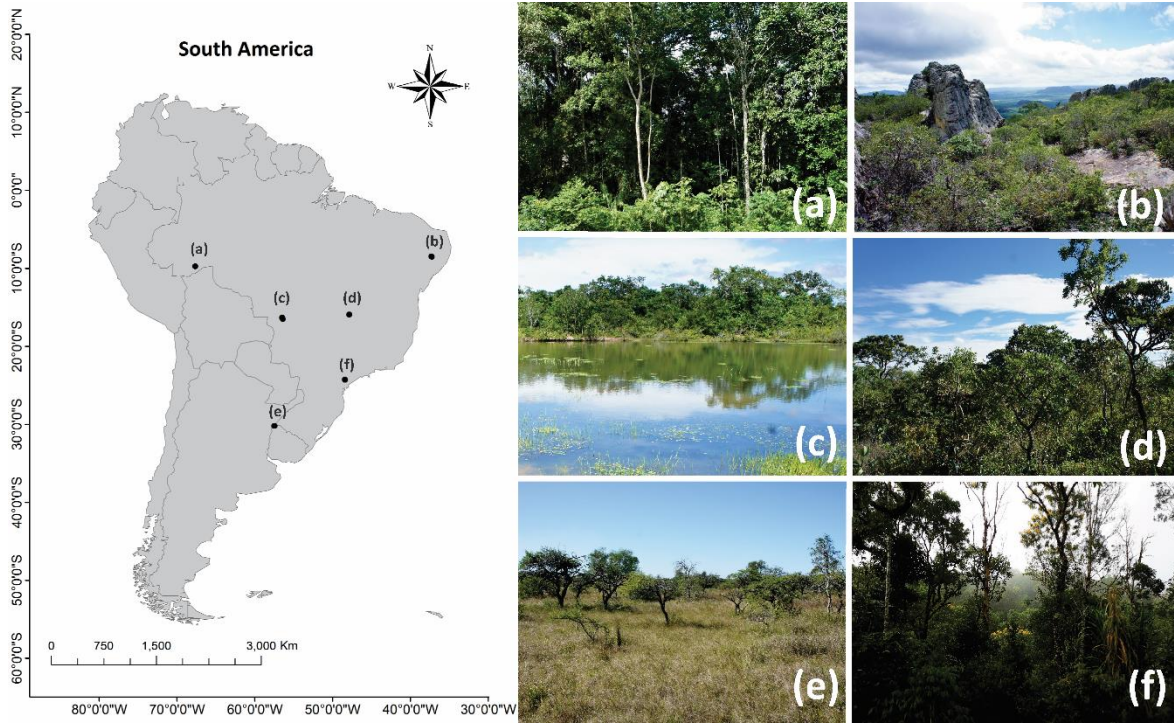 South America
N
W E
S
20°0'0"N
10°0'0"N
0°0'0"
10°0'0"S
20°0'0"S
30°0'0"S
40°0'0"S
50°0'0"S
60°0'0"S
(a)
(b)
(c)
(d)
(f)
(e)
0 750 1,500 3,000 Km
80°0'0"W 70°0'0"W 60°0'0"W 50°0'0"W 40°0'0"W 30°0'0"W
(a)
(b)
(c)
(d)
(e)
(f)